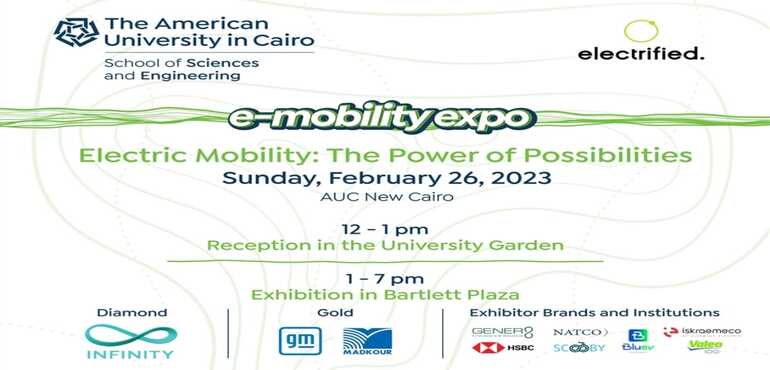 The American
University in Cairo
School of Sciences
and Engineering
electrified.
e-mobility expo
Electric Mobility: The Power of Possibilities
Sunday, February 26, 2023
AUC New Cairo
12 - 1 pm
Reception in the University Garden
1 - 7 pm
Exhibition in Bartlett Plaza
Diamond
INFINITY
Gold
gm
MADKOUR
Exhibitor Brands and Institutions
GENER
NATCO
iskraemeco
HSBC
SCOOBY
BluEV
Valeo